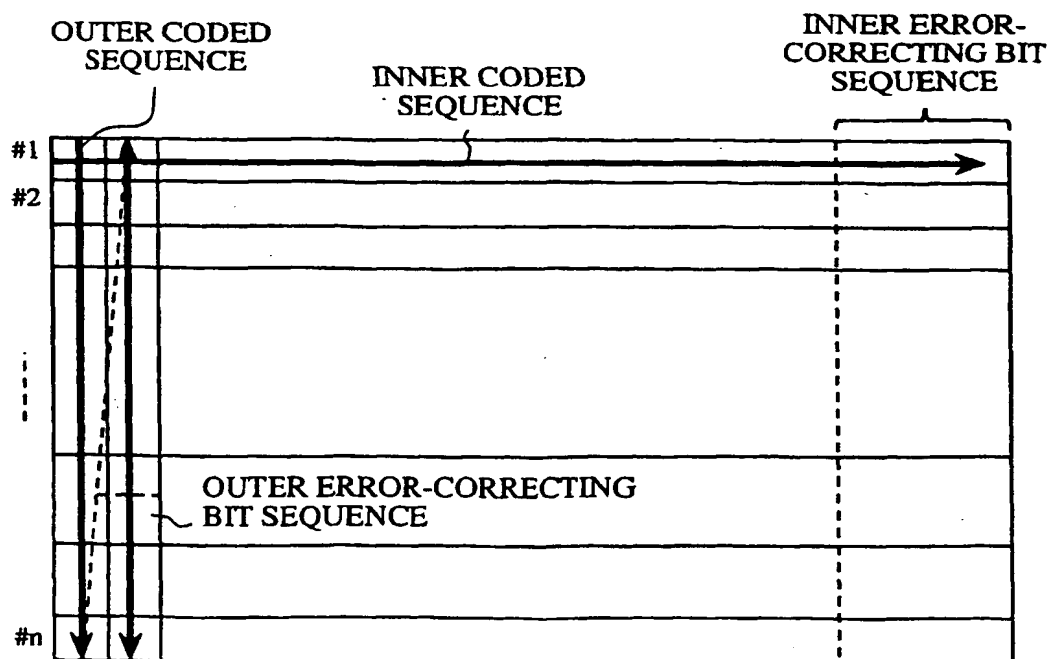 OUTER CODED
SEQUENCE
INNER CODED
SEQUENCE
INNER ERROR-
CORRECTING BIT
SEQUENCE
#1
#2
OUTER ERROR-CORRECTING
BIT SEQUENCE
#n